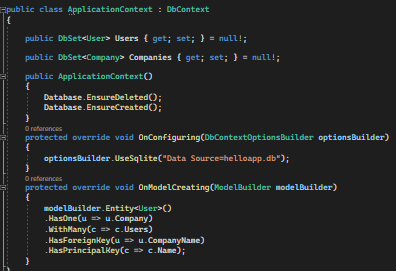 public class ApplicationContext : DbContext
{
public DbSet<User> Users { get; set; } = null!;
public DbSet<Company> Companies { get; set; } = null!;
public ApplicationContext()
{
Database.EnsureDeleted();
Database.EnsureCreated();
}
0 references
protected override void OnConfiguring(DbContextOptionsBuilder optionsBuilder)
{
optionsBuilder.UseSqlite("Data Source=helloapp.db");
}
0 references
protected override void OnModelCreating(ModelBuilder modelBuilder)
{
modelBuilder.Entity<User>()
.HasOne(u => u.Company)
.WithMany(c => c.Users)
.HasForeignKey(u => u.CompanyName)
.HasPrincipalKey(c => c.Name);
}
}